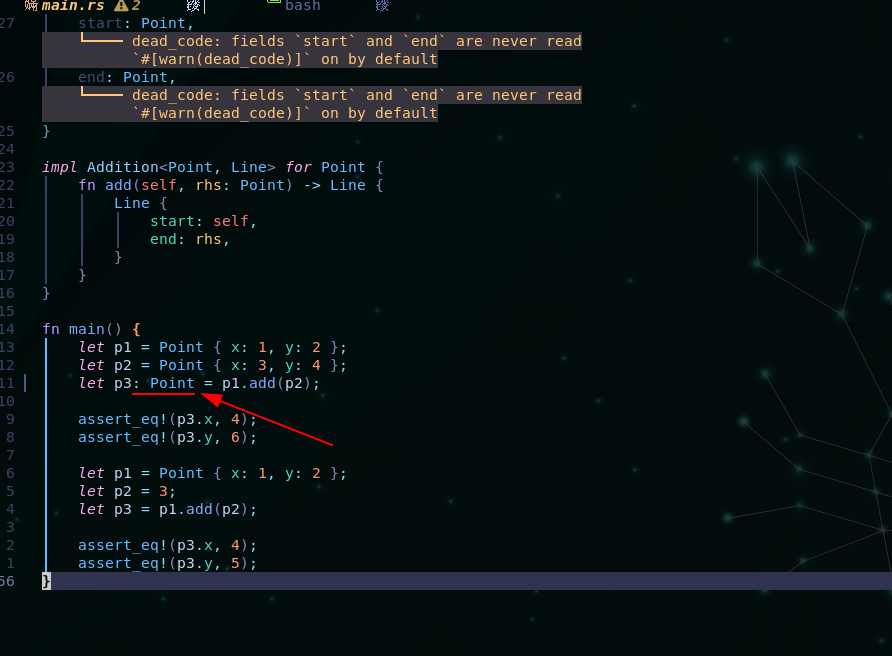 main.rs 2 bash
27 start: Point,
dead_code: fields `start` and `end` are never read
`#[warn(dead_code)]` on by default
26 end: Point,
dead_code: fields `start` and `end` are never read
`#[warn(dead_code)]` on by default
25 }
24
23 impl Addition<Point, Line> for Point {
22 fn add(self, rhs: Point) -> Line {
21 Line {
20 start: self,
19 end: rhs,
18 }
17 }
16 }
15
14 fn main() {
13 let p1 = Point { x: 1, y: 2 };
12 let p2 = Point { x: 3, y: 4 };
11 let p3: Point = p1.add(p2);
10
9 assert_eq!(p3.x, 4);
8 assert_eq!(p3.y, 6);
7
6 let p1 = Point { x: 1, y: 2 };
5 let p2 = 3;
4 let p3 = p1.add(p2);
3
2 assert_eq!(p3.x, 4);
1 assert_eq!(p3.y, 5);
56 }